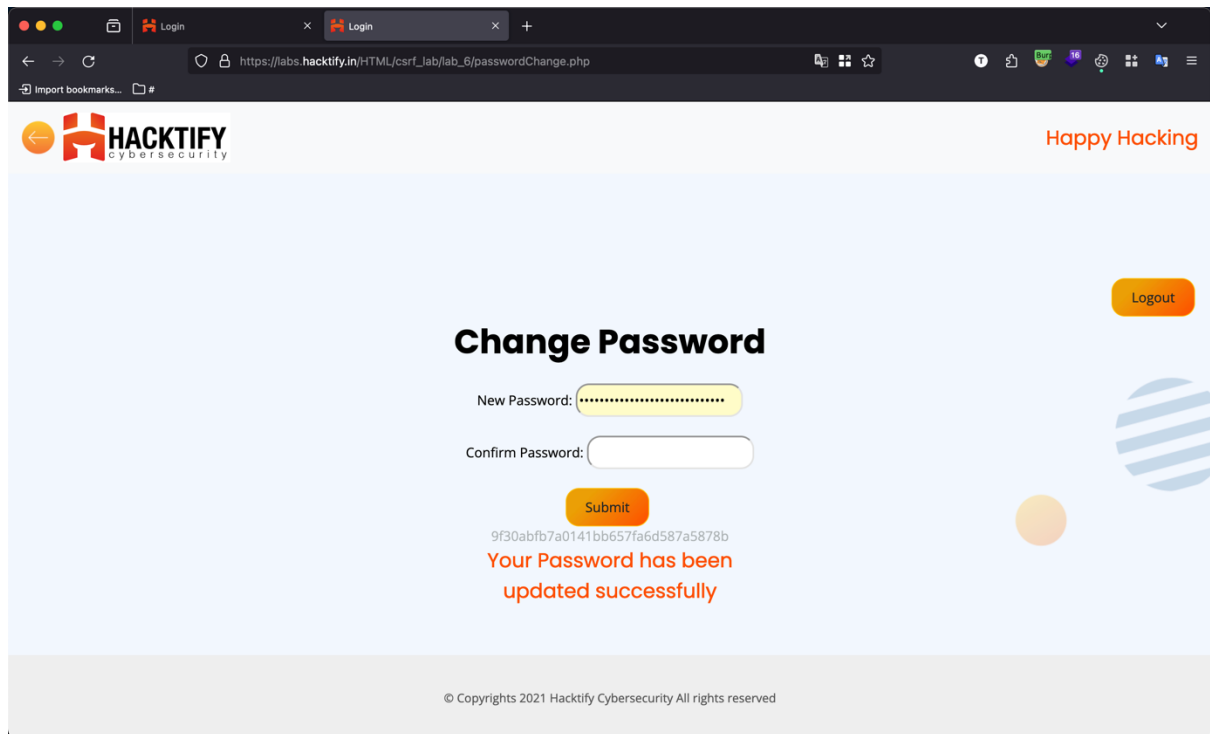 Login
Login
https://labs.hacktify.in/HTML/csrf_lab/lab_6/passwordChange.php
Burr
16
Import bookmarks... #
HACKTIFY
cybersecurity
Happy Hacking
Logout
Change Password
New Password: •••••••••••••••••••••••••••••
Confirm Password:
Submit
9f30abfb7a0141bb657fa6d587a5878b
Your Password has been
updated successfully
© Copyrights 2021 Hacktify Cybersecurity All rights reserved